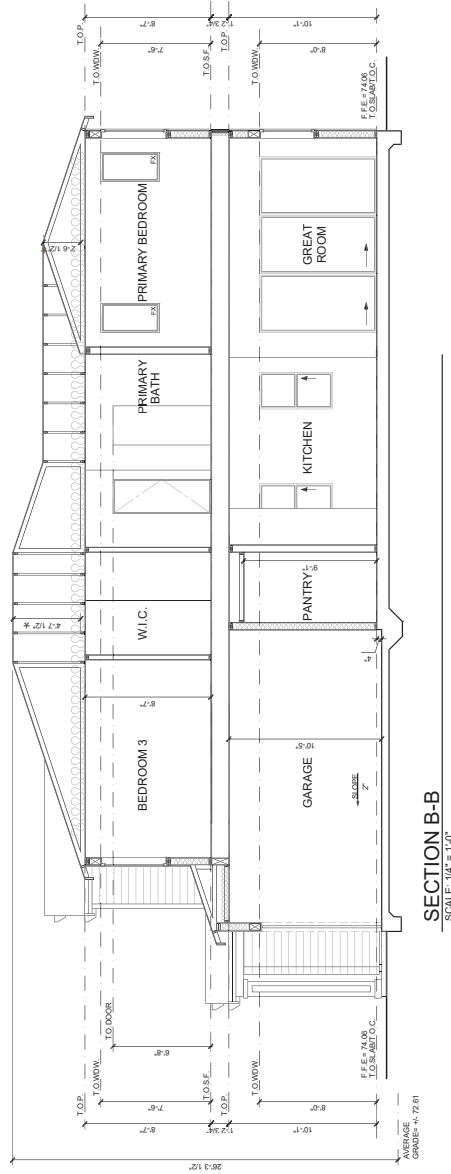 26'-3 1/2"
AVERAGE
GRADE= +/- 72.61
8'-7"
1'-2 3/4"
10'-1"
7'-6"
8'-0"
T.O.P.
T.O.WDW.
T.O.S.F.
T.O.P.
T.O.WDW.
F.F.E.= 74.06
T.O.SLAB/T.O.C.
T.O.DOOR
6'-8"
4'-7 1/2" *
2'-6 1/2"
BEDROOM 3
8'-7"
W.I.C.
PRIMARY
BATH
PRIMARY BEDROOM
FX
FX
GARAGE
10'-5"
SLOPE
2"
4"
PANTRY
9'-1"
KITCHEN
GREAT
ROOM
T.O.P.
T.O.WDW.
T.O.S.F.
T.O.P.
T.O.WDW.
F.F.E.= 74.06
T.O.SLAB/T.O.C.
8'-7"
1'-2 3/4"
10'-1"
7'-6"
8'-0"
SECTION B-B
SCALE: 1/4" = 1'-0"